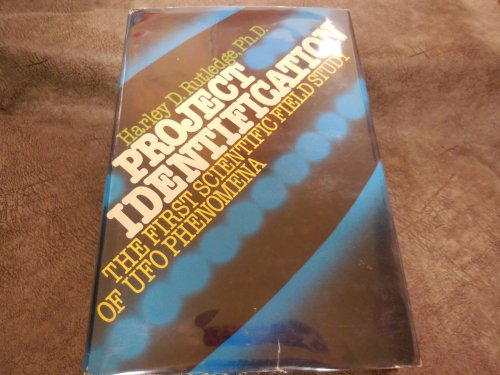 Harley D. Rutledge, Ph.D.
PROJECT
IDENTIFICATION
THE FIRST SCIENTIFIC FIELD STUDY
OF UFO PHENOMENA